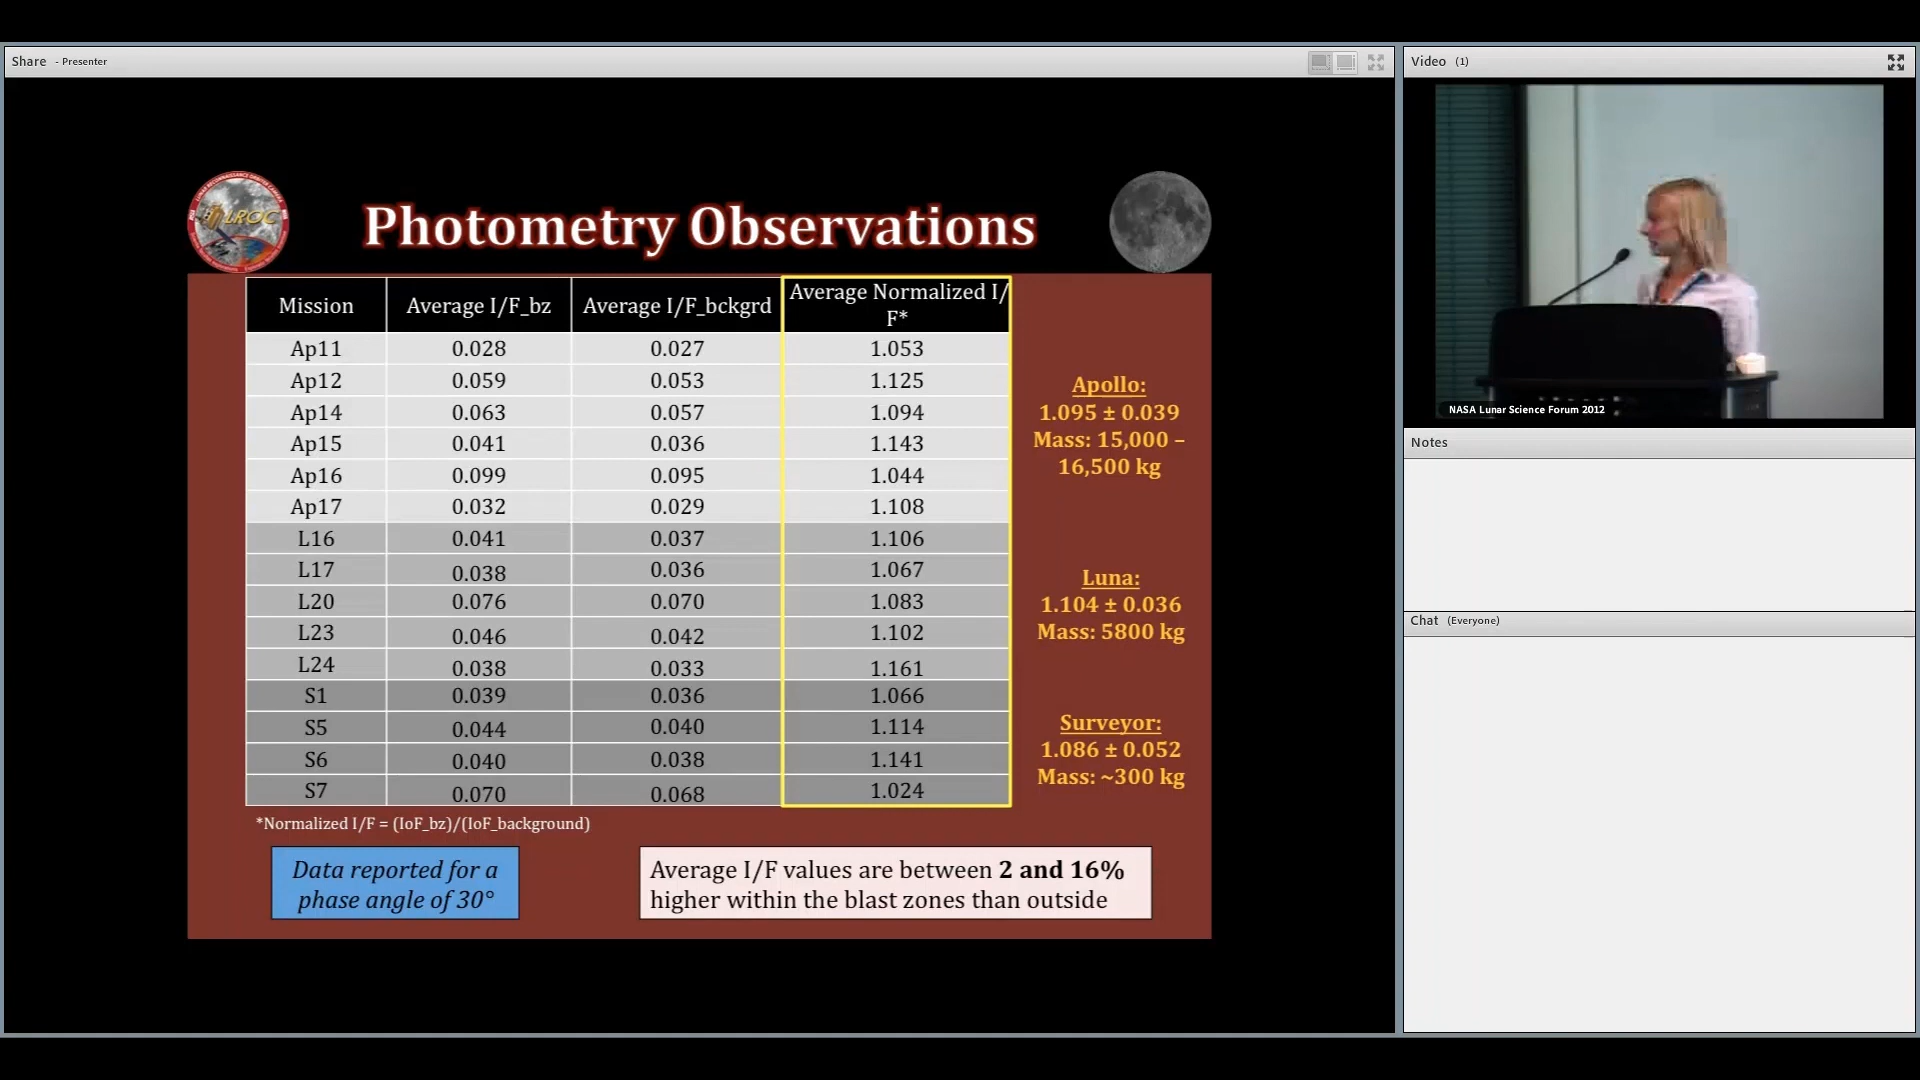 Share - Presenter
Video (1)
LROC
Photometry Observations
Mission Average I/F_bz Average I/F_bckgrd Average Normalized I/
F*
Ap11 0.028 0.027 1.053
Ap12 0.059 0.053 1.125
Ap14 0.063 0.057 1.094
Ap15 0.041 0.036 1.143
Ap16 0.099 0.095 1.044
Ap17 0.032 0.029 1.108
L16 0.041 0.037 1.106
L17 0.038 0.036 1.067
L20 0.076 0.070 1.083
L23 0.046 0.042 1.102
L24 0.038 0.033 1.161
S1 0.039 0.036 1.066
S5 0.044 0.040 1.114
S6 0.040 0.038 1.141
S7 0.070 0.068 1.024
Apollo:
1.095 ± 0.039
Mass: 15,000 –
16,500 kg
Luna:
1.104 ± 0.036
Mass: 5800 kg
Surveyor:
1.086 ± 0.052
Mass: ~300 kg
*Normalized I/F = (IoF_bz)/(IoF_background)
Data reported for a
phase angle of 30°
Average I/F values are between 2 and 16%
higher within the blast zones than outside
NASA Lunar Science Forum 2012
Notes
Chat (Everyone)